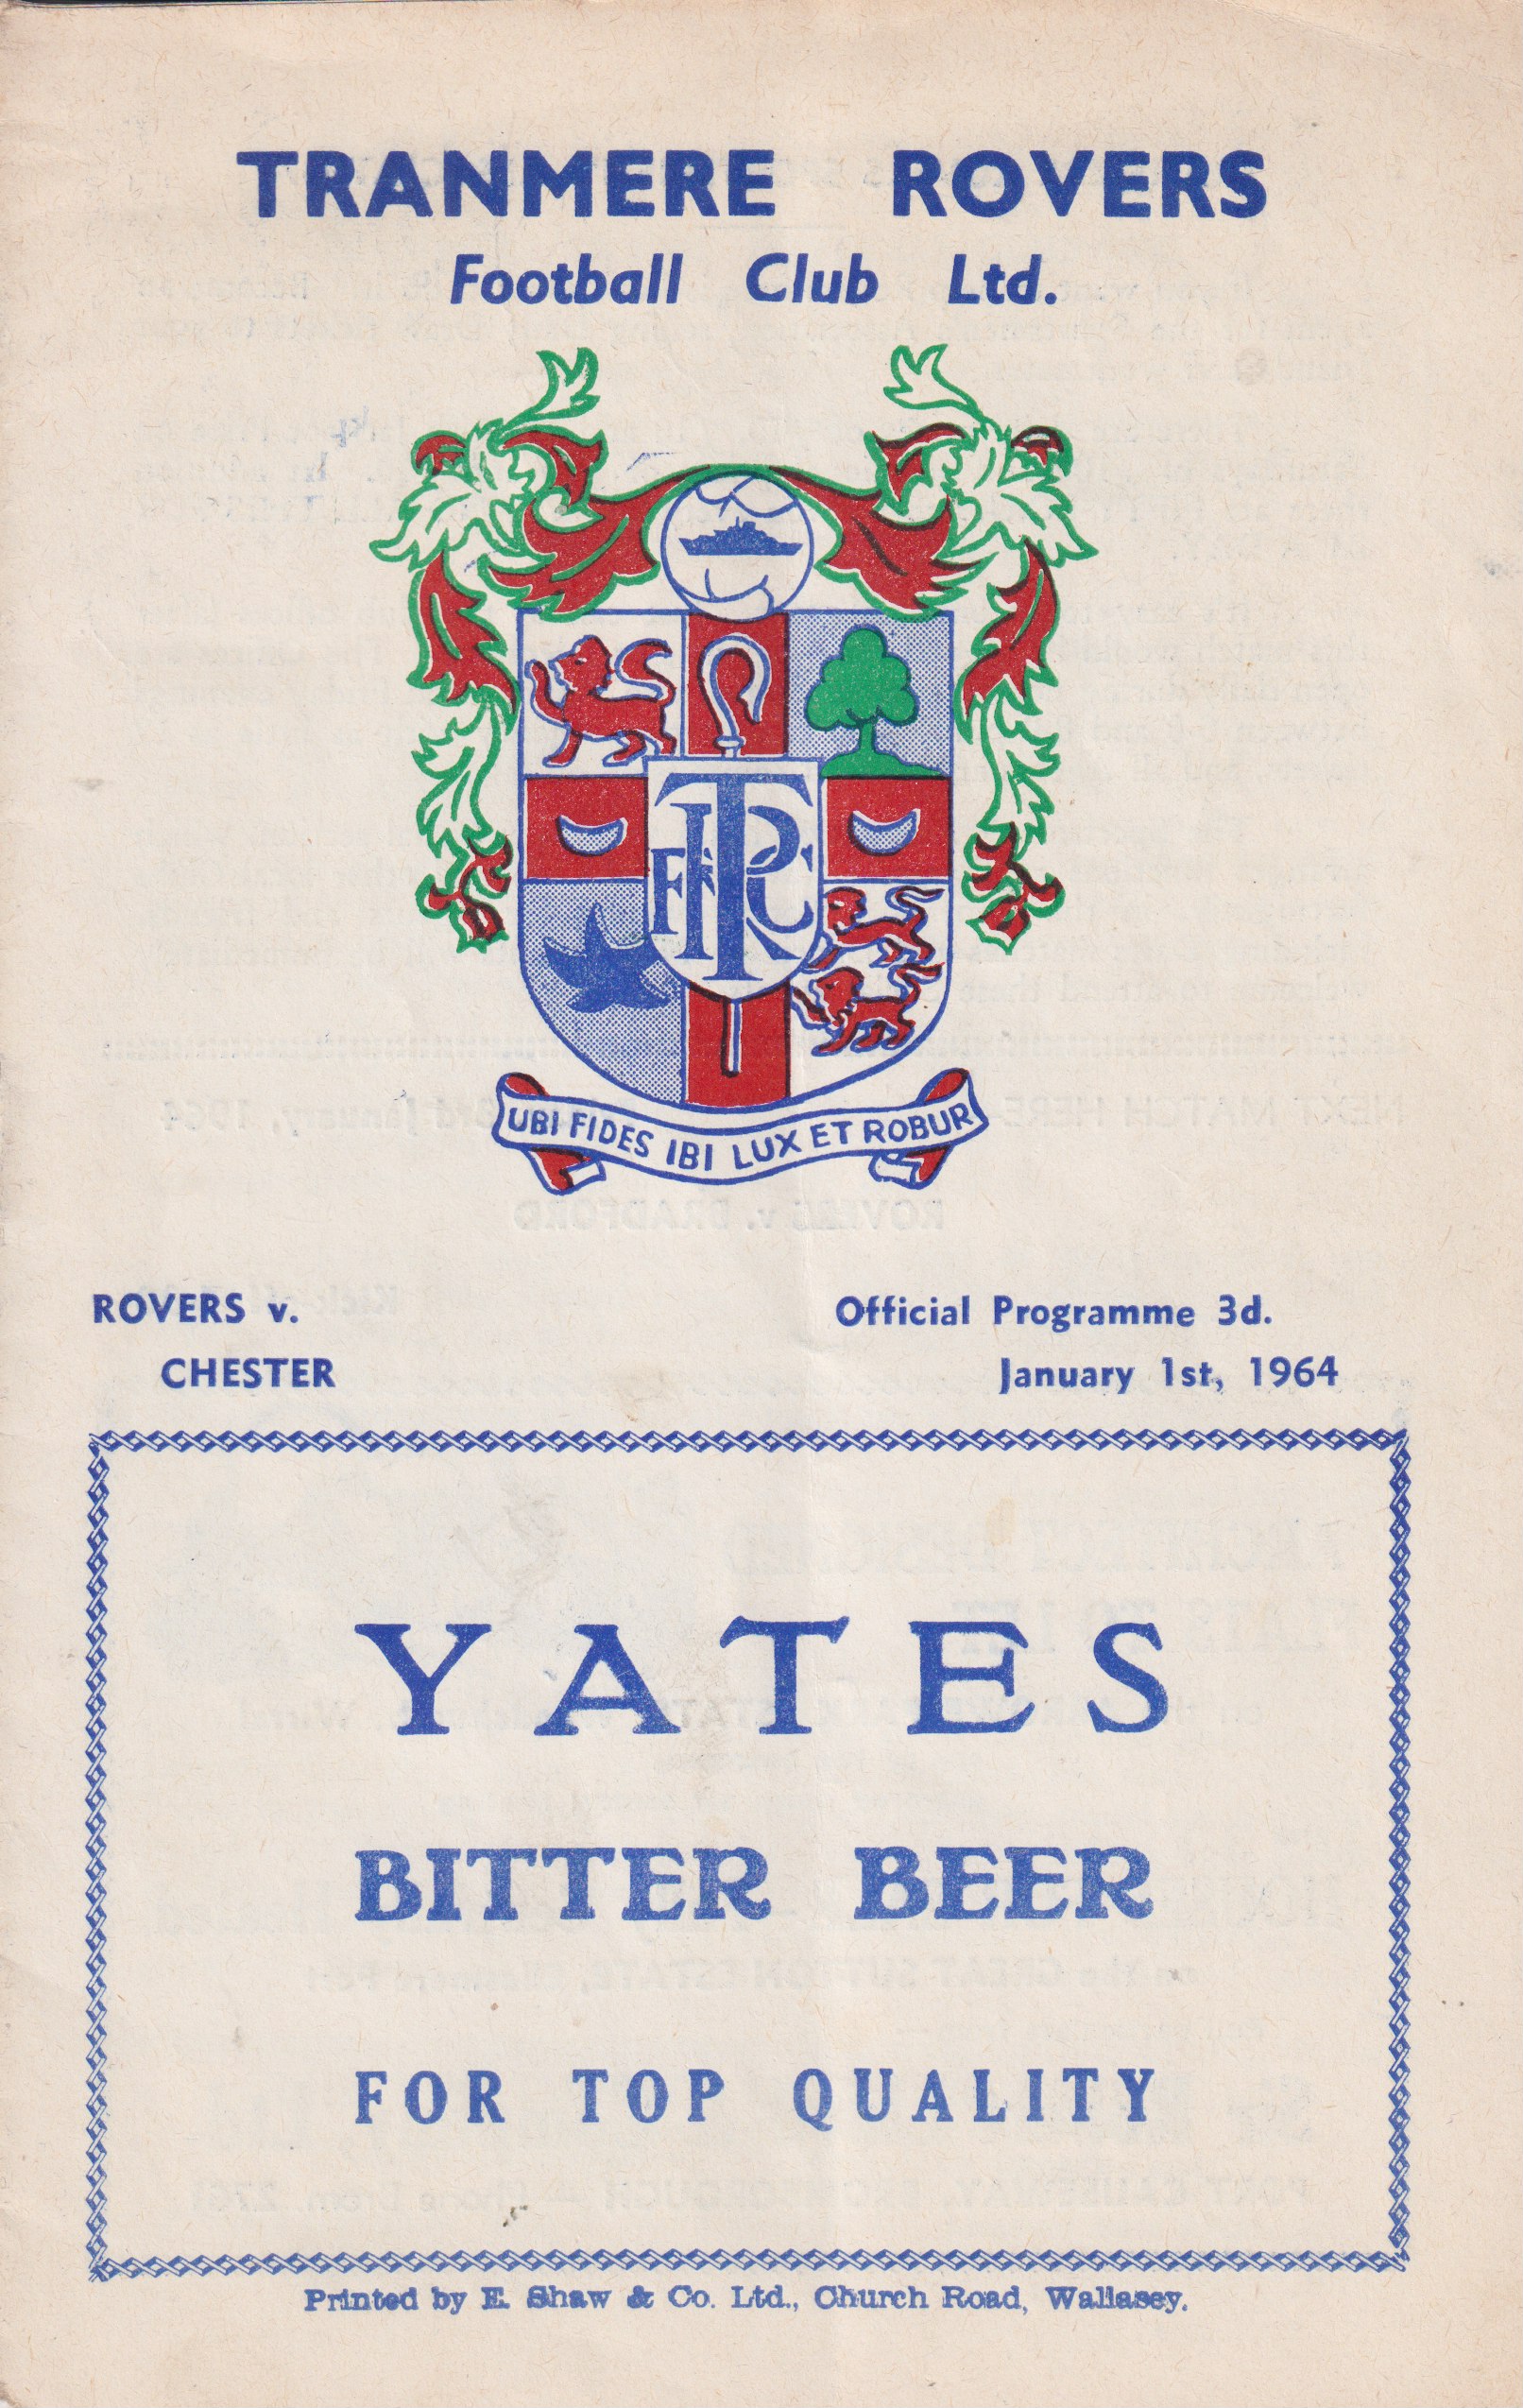 TRANMERE ROVERS
Football Club Ltd.
TRFC
UBI FIDES IBI LUX ET ROBUR
ROVERS v.
CHESTER
Official Programme 3d.
January 1st, 1964
YATES
BITTER BEER
FOR TOP QUALITY
Printed by E. Shaw & Co. Ltd., Church Road, Wallasey.